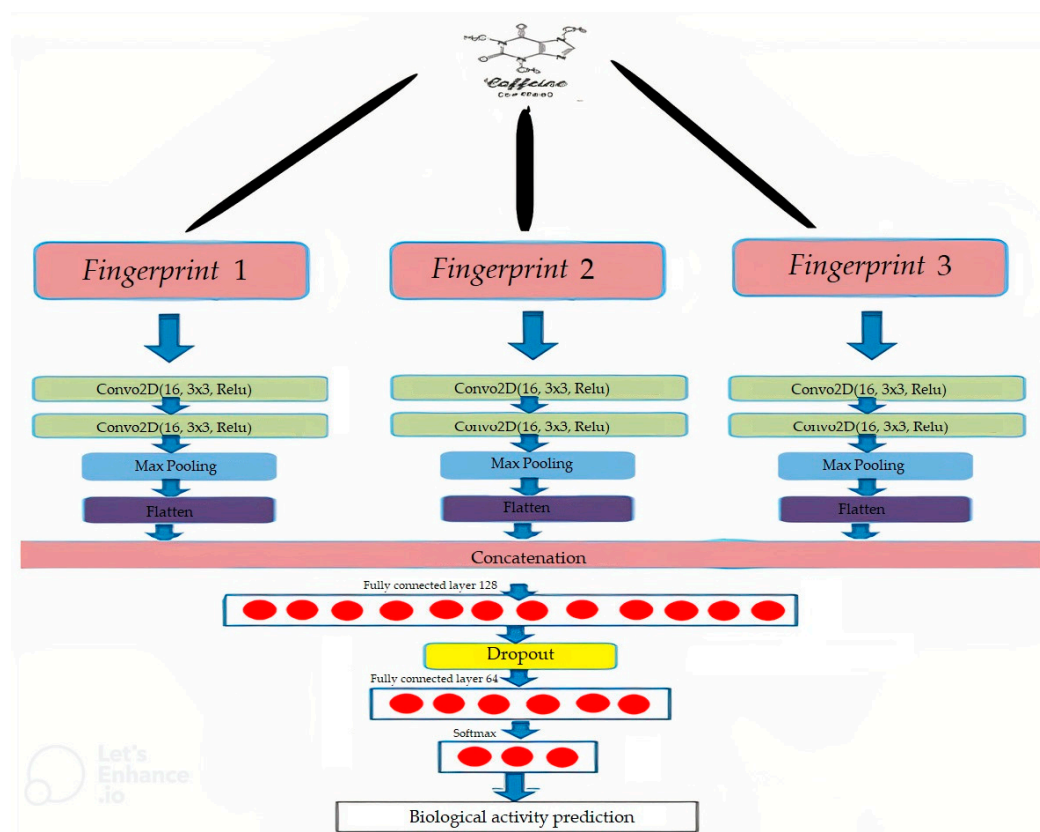 O
O
CH₃
H₃C
N
N
O
N
N
CH₃
Caffeine
Fingerprint 1
Fingerprint 2
Fingerprint 3
Convo2D(16, 3x3, Relu)
Convo2D(16, 3x3, Relu)
Convo2D(16, 3x3, Relu)
Convo2D(16, 3x3, Relu)
Convo2D(16, 3x3, Relu)
Convo2D(16, 3x3, Relu)
Max Pooling
Max Pooling
Max Pooling
Flatten
Flatten
Flatten
Concatenation
Fully connected layer 128
Dropout
Fully connected layer 64
Softmax
Let's
Enhance
.io
Biological activity prediction